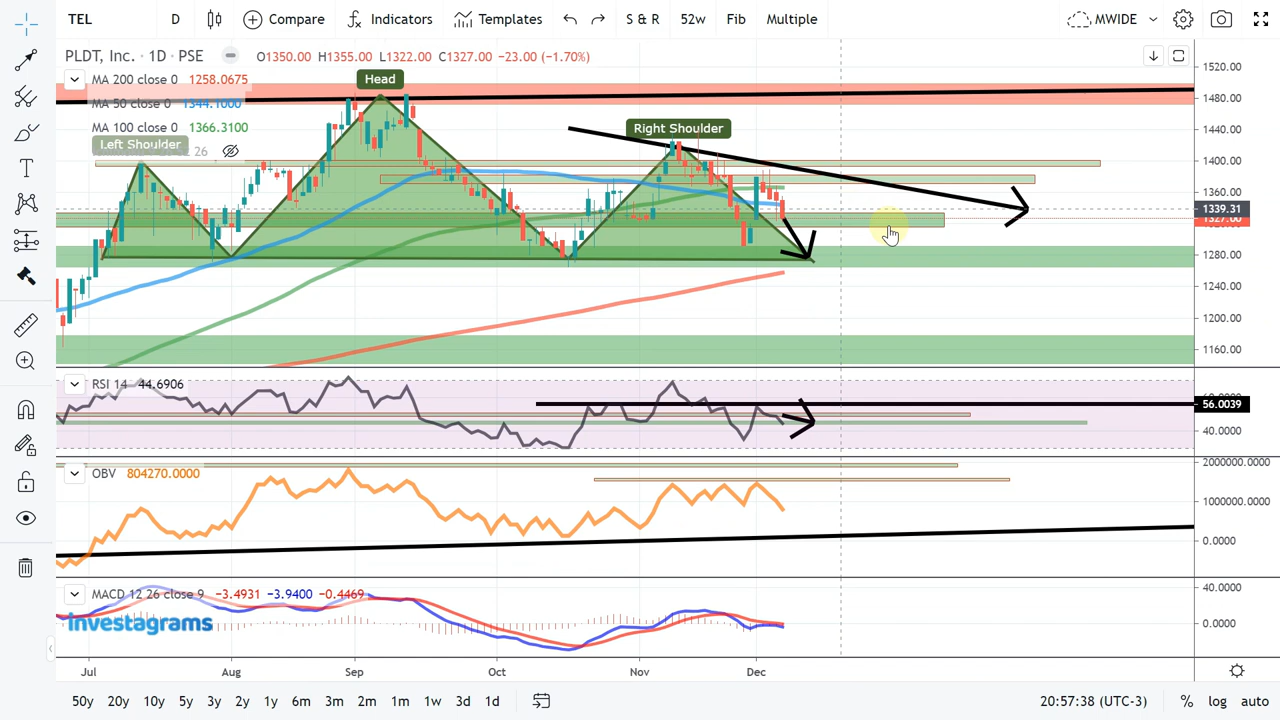 TEL D Compare Indicators Templates S & R 52w Fib Multiple MWIDE
PLDT, Inc. · 1D · PSE O1350.00 H1355.00 L1322.00 C1327.00 −23.00 (−1.70%)
MA 200 close 0 1258.0675
MA 50 close 0 1344.1000
MA 100 close 0 1366.3100
26
Left Shoulder
Head
Right Shoulder
1520.00
1480.00
1440.00
1400.00
1360.00
1339.31
1327.00
1280.00
1240.00
1200.00
1160.00
RSI 14 44.6906
56.0039
40.0000
OBV 804270.0000
2000000.0000
1000000.0000
0.0000
MACD 12 26 close 9 −3.4931 −3.9400 −0.4469
40.0000
0.0000
Investagrams
Jul Aug Sep Oct Nov Dec
50y 20y 10y 5y 3y 2y 1y 6m 3m 2m 1m 1w 3d 1d 20:57:38 (UTC-3) % log auto